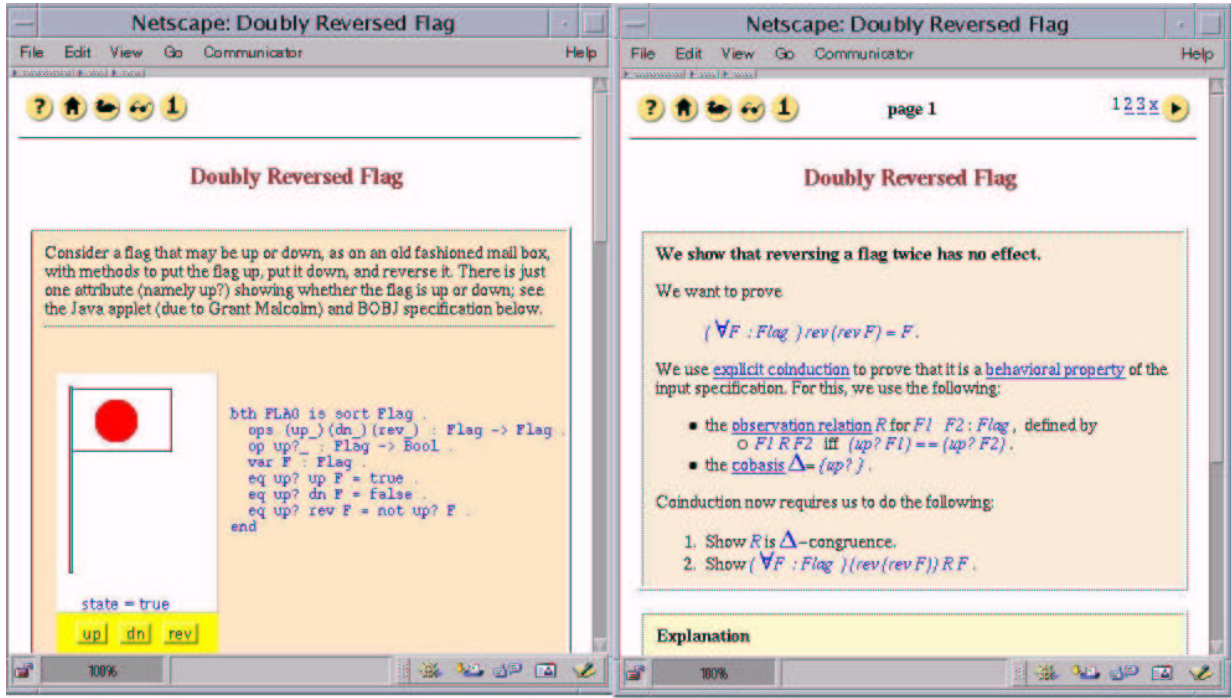 Netscape: Doubly Reversed Flag
File Edit View Go Communicator Help
? i
Doubly Reversed Flag
Consider a flag that may be up or down, as on an old fashioned mail box,
with methods to put the flag up, put it down, and reverse it. There is just
one attribute (namely up?) showing whether the flag is up or down; see
the Java applet (due to Grant Malcolm) and BOBJ specification below.
bth FLAG is sort Flag .
ops (up_)(dn_)(rev_) : Flag -> Flag .
op up?_ : Flag -> Bool .
var F : Flag .
eq up? up F = true .
eq up? dn F = false .
eq up? rev F = not up? F .
end
state = true
up dn rev
100%
Netscape: Doubly Reversed Flag
File Edit View Go Communicator Help
? i page 1 1 2 3 x
Doubly Reversed Flag
We show that reversing a flag twice has no effect.
We want to prove
( ∀F : Flag ) rev (rev F) = F .
We use explicit coinduction to prove that it is a behavioral property of the
input specification. For this, we use the following:
• the observation relation R for F1 F2 : Flag , defined by
○ F1 R F2 iff (up? F1) == (up? F2) .
• the cobasis Δ= {up? } .
Coinduction now requires us to do the following:
1. Show R is Δ-congruence.
2. Show ( ∀F : Flag ) (rev (rev F)) R F .
Explanation
100%